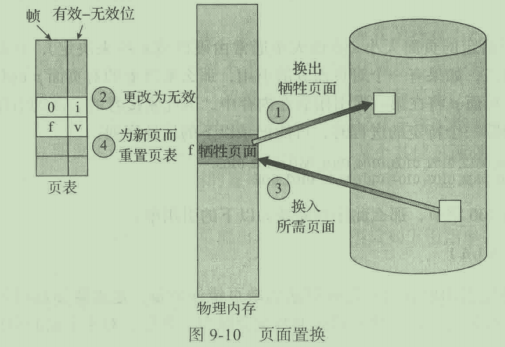 帧 有效–无效位
换出
牺牲页面
①
0 i
② 更改为无效
f v
④ 为新页面
重置页表
f 牺牲页面
页表
③
换入
所需页面
物理内存
图 9-10 页面置换